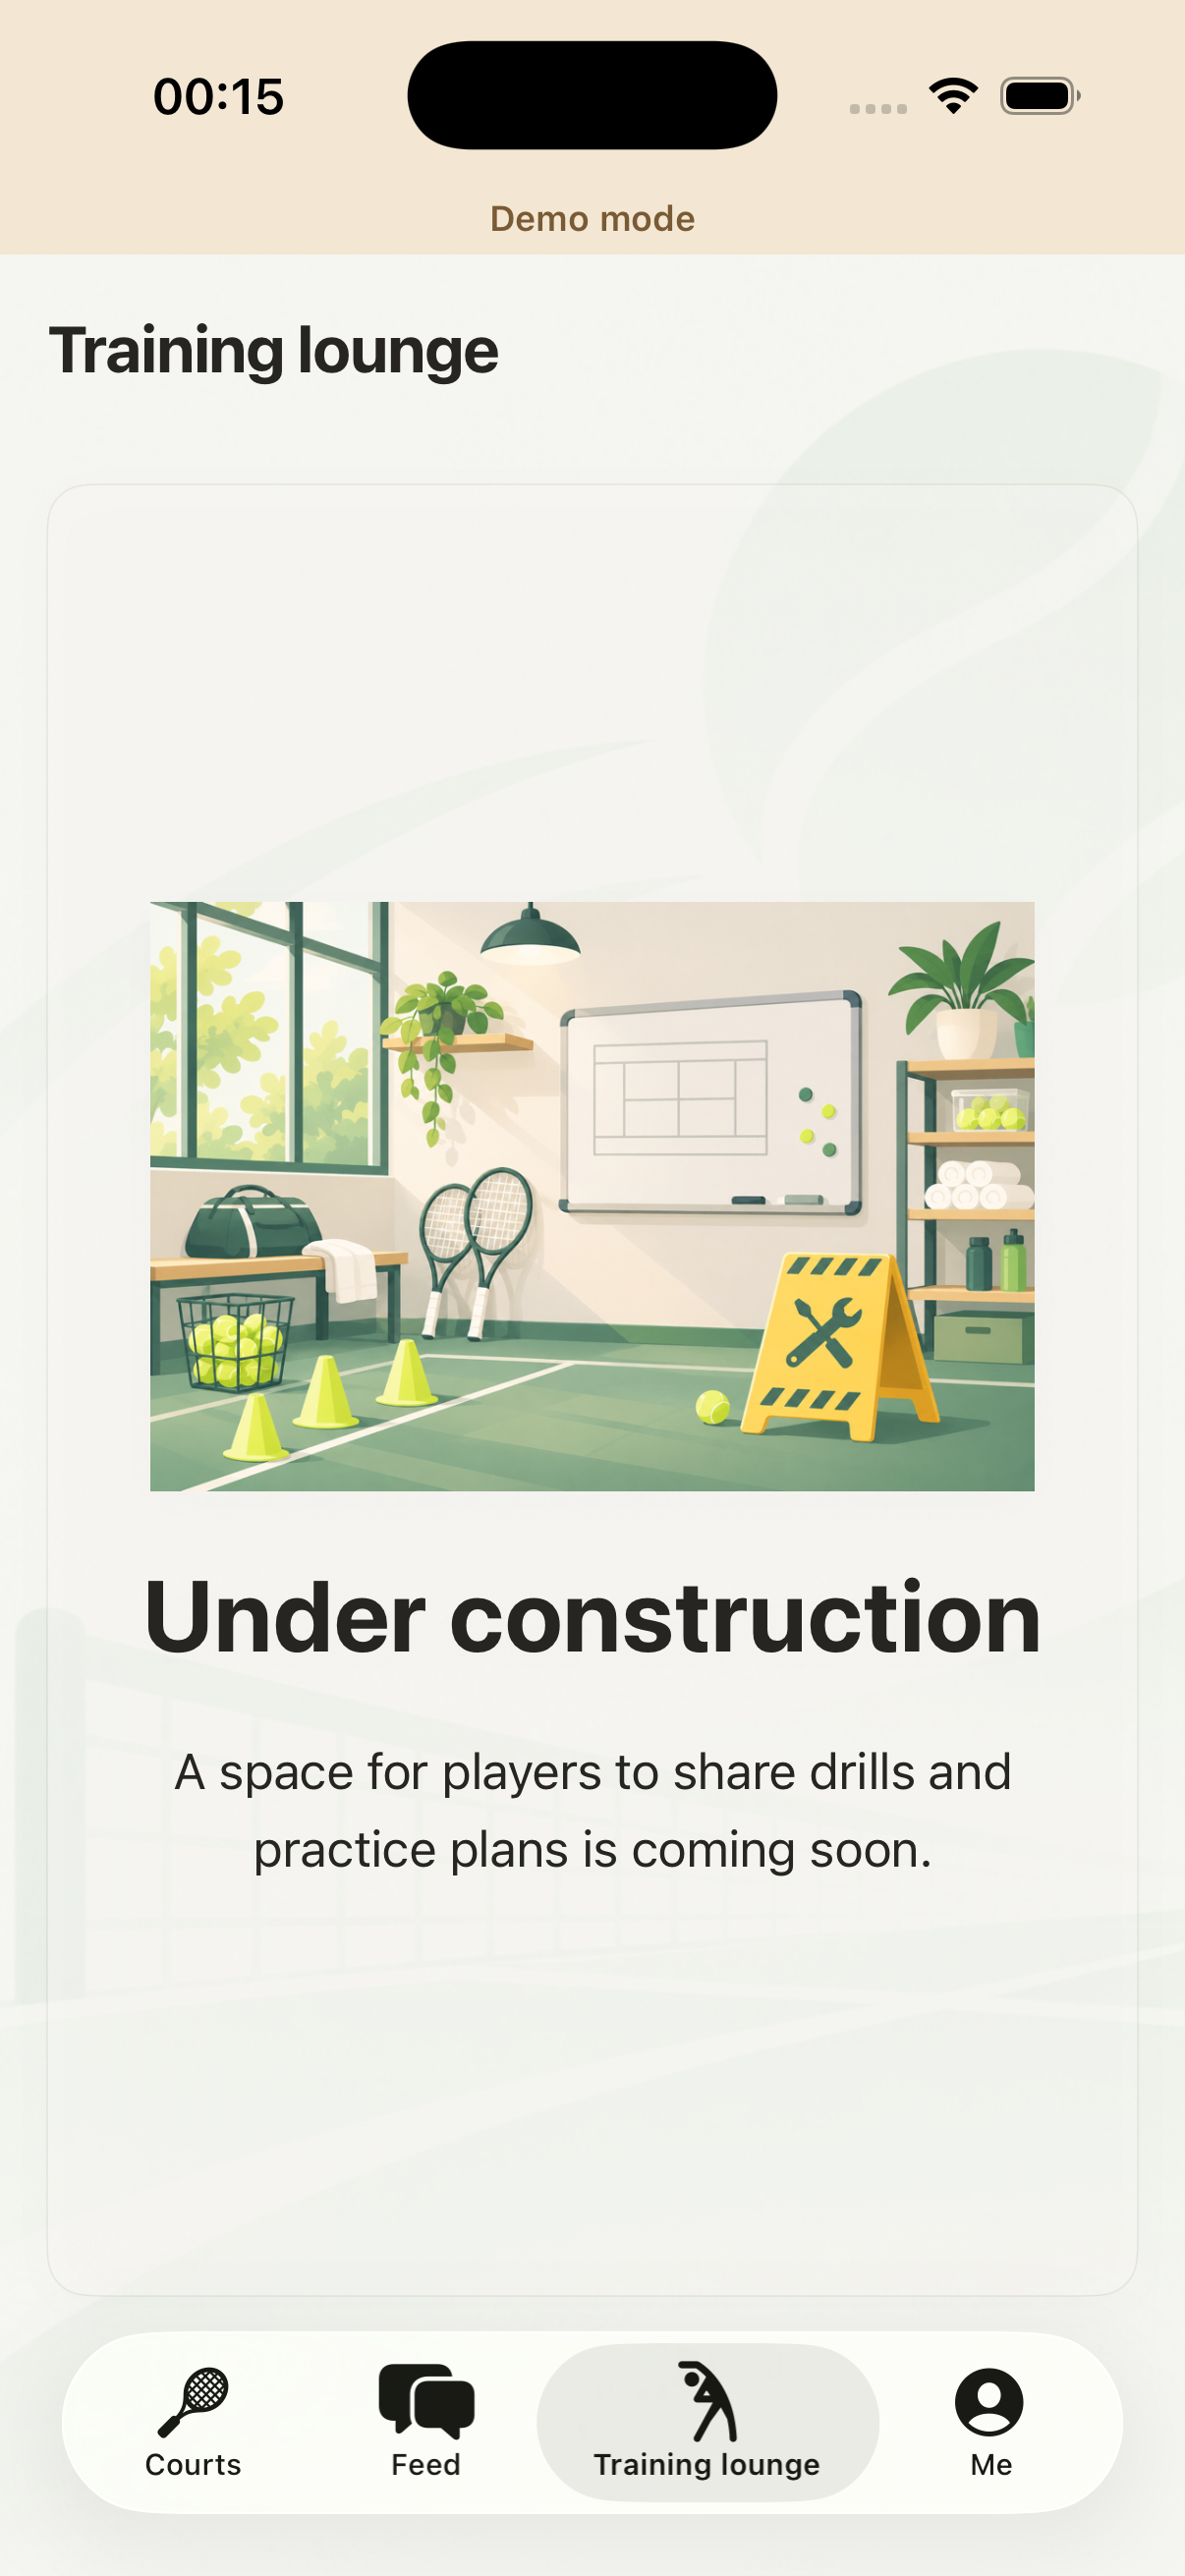 00:15
Demo mode
Training lounge
Under construction
A space for players to share drills and
practice plans is coming soon.
Courts
Feed
Training lounge
Me